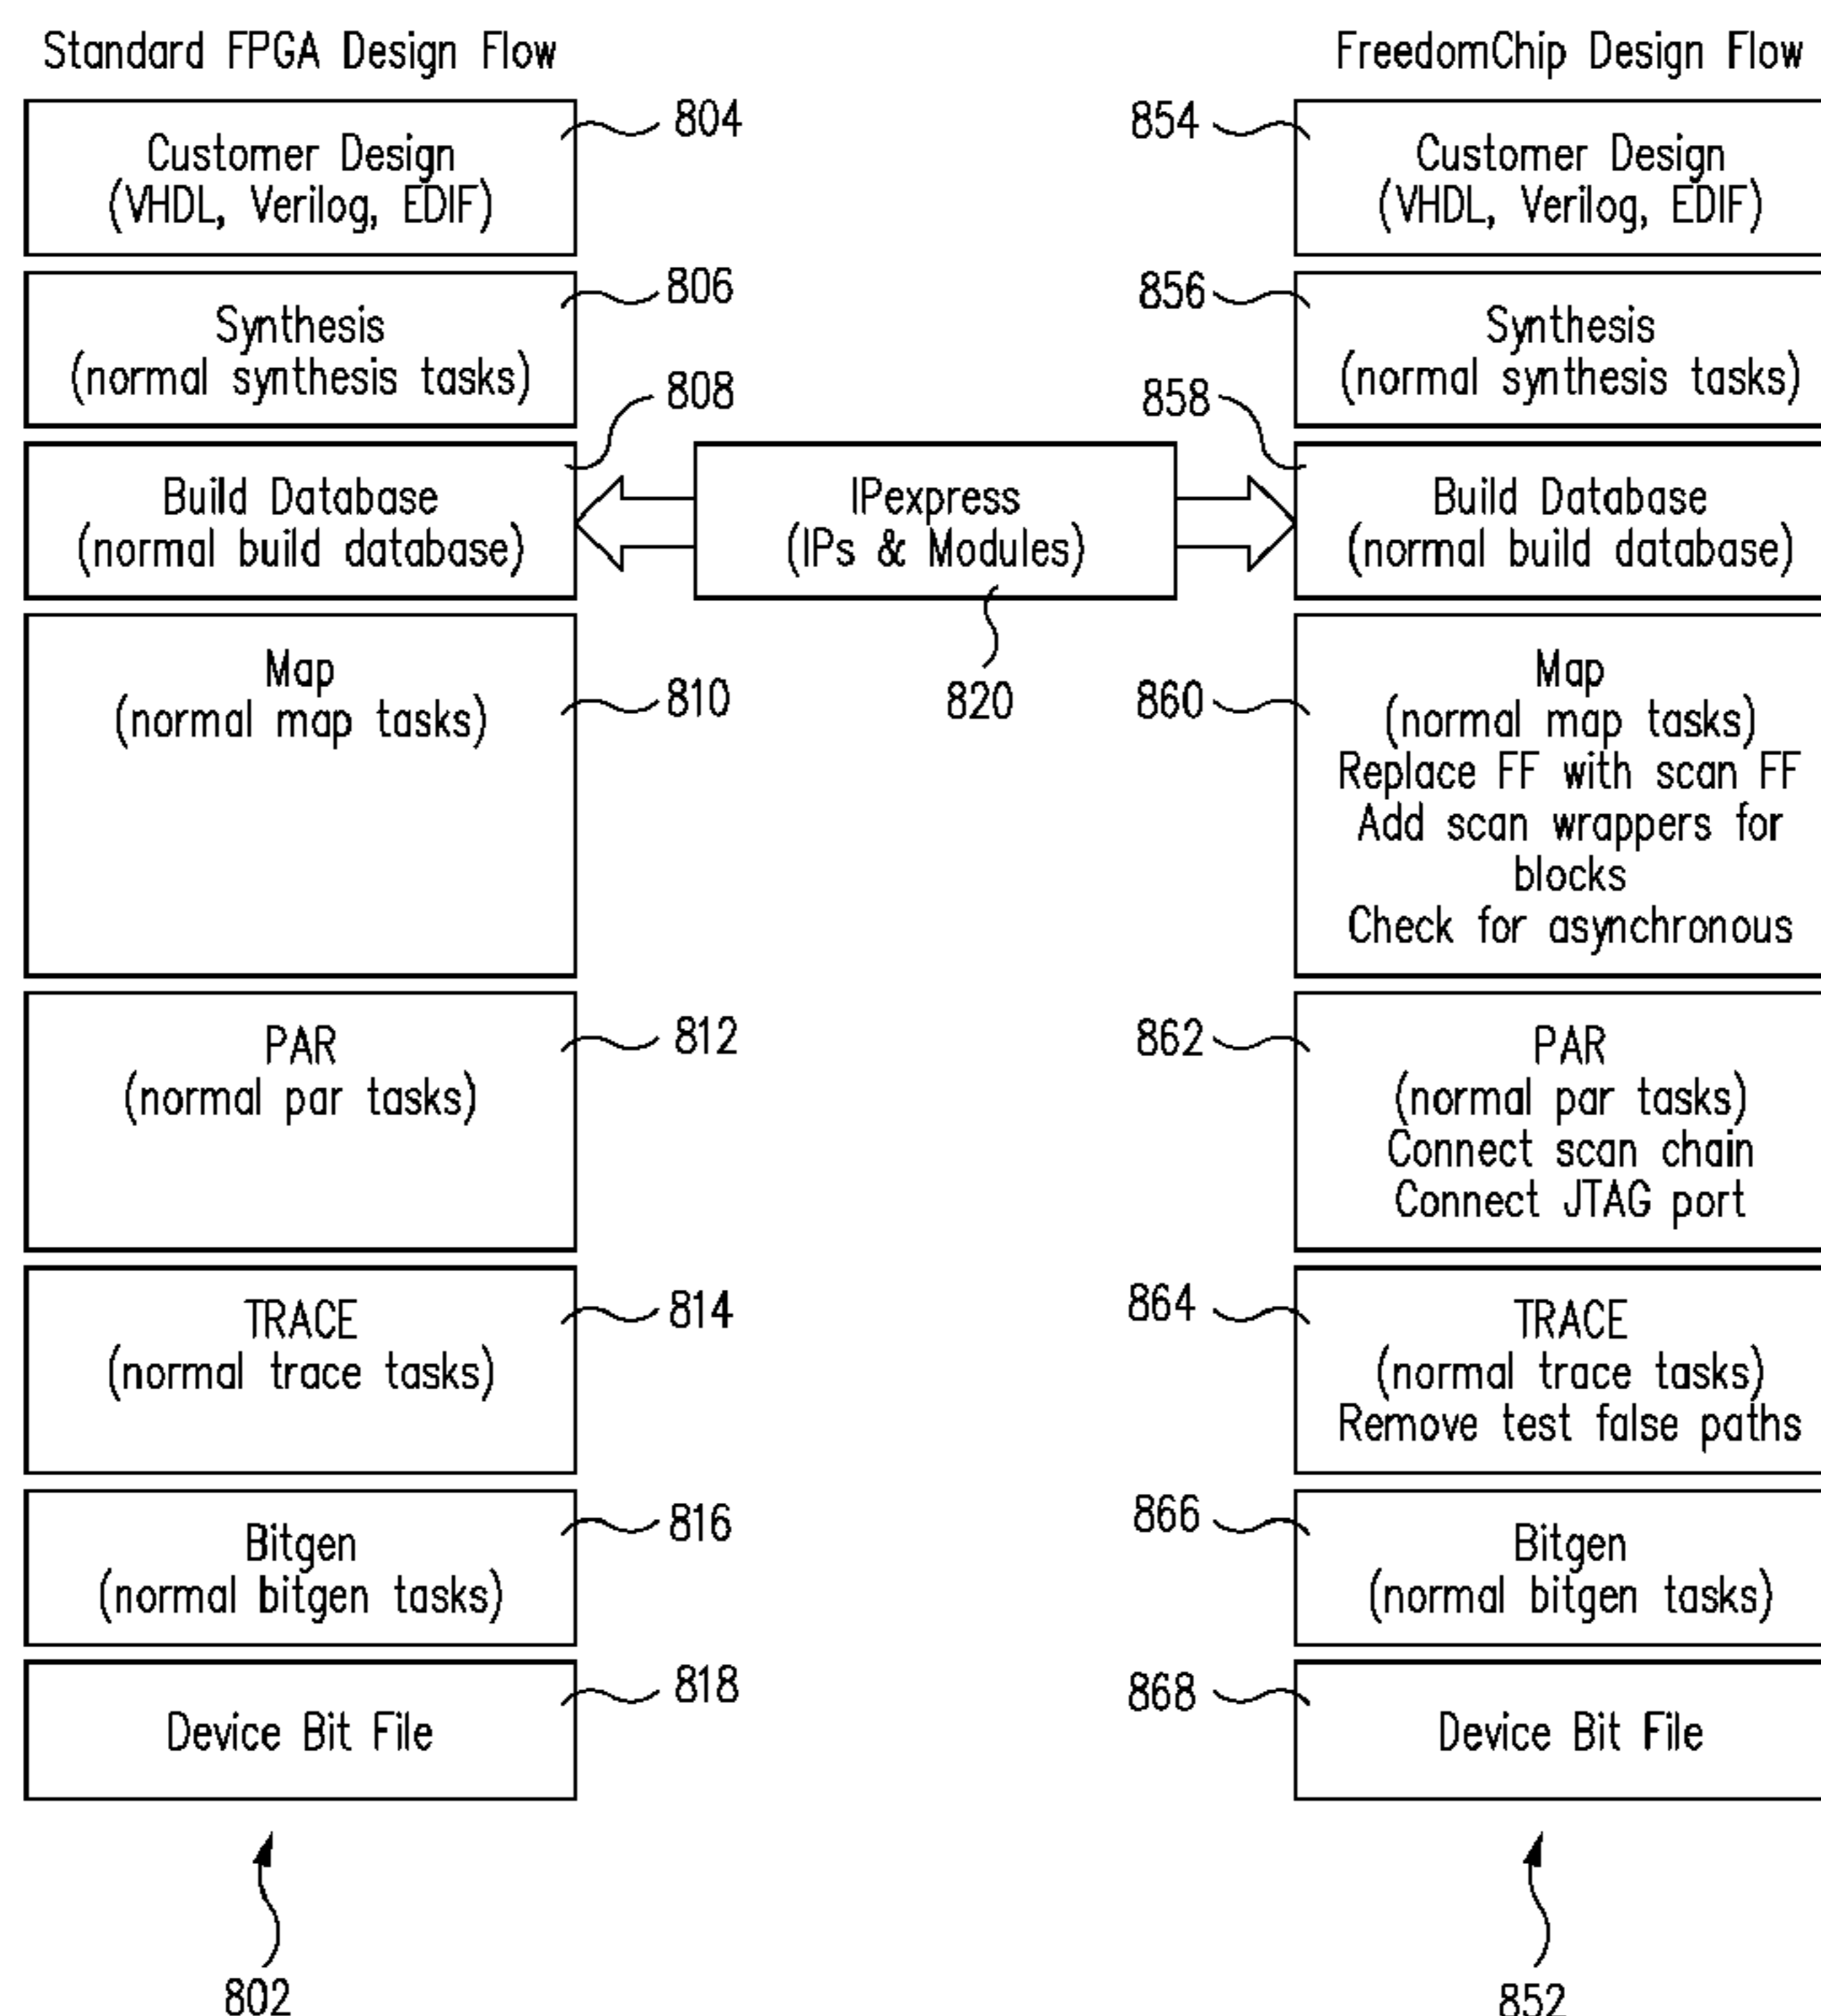 Standard FPGA Design Flow
Customer Design
(VHDL, Verilog, EDIF)
804
Synthesis
(normal synthesis tasks)
806
Build Database
(normal build database)
808
Map
(normal map tasks)
810
PAR
(normal par tasks)
812
TRACE
(normal trace tasks)
814
Bitgen
(normal bitgen tasks)
816
Device Bit File
818
802
IPexpress
(IPs & Modules)
820
FreedomChip Design Flow
854
Customer Design
(VHDL, Verilog, EDIF)
856
Synthesis
(normal synthesis tasks)
858
Build Database
(normal build database)
860
Map
(normal map tasks)
Replace FF with scan FF
Add scan wrappers for
blocks
Check for asynchronous
862
PAR
(normal par tasks)
Connect scan chain
Connect JTAG port
864
TRACE
(normal trace tasks)
Remove test false paths
866
Bitgen
(normal bitgen tasks)
868
Device Bit File
852